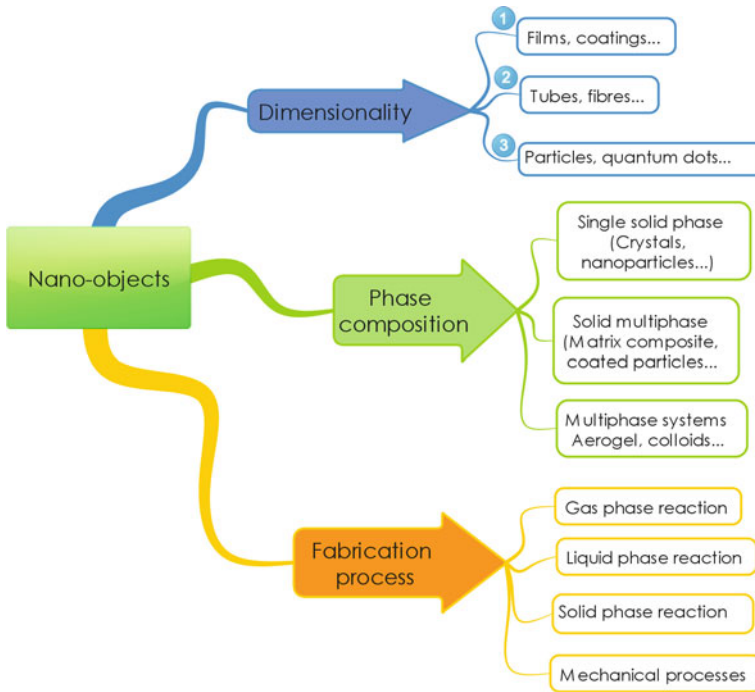 Nano-objects
Dimensionality
1
Films, coatings...
2
Tubes, fibres...
3
Particles, quantum dots...
Phase
composition
Single solid phase
(Crystals,
nanoparticles...)
Solid multiphase
(Matrix composite,
coated particles...
Multiphase systems
Aerogel, colloids...
Fabrication
process
Gas phase reaction
Liquid phase reaction
Solid phase reaction
Mechanical processes